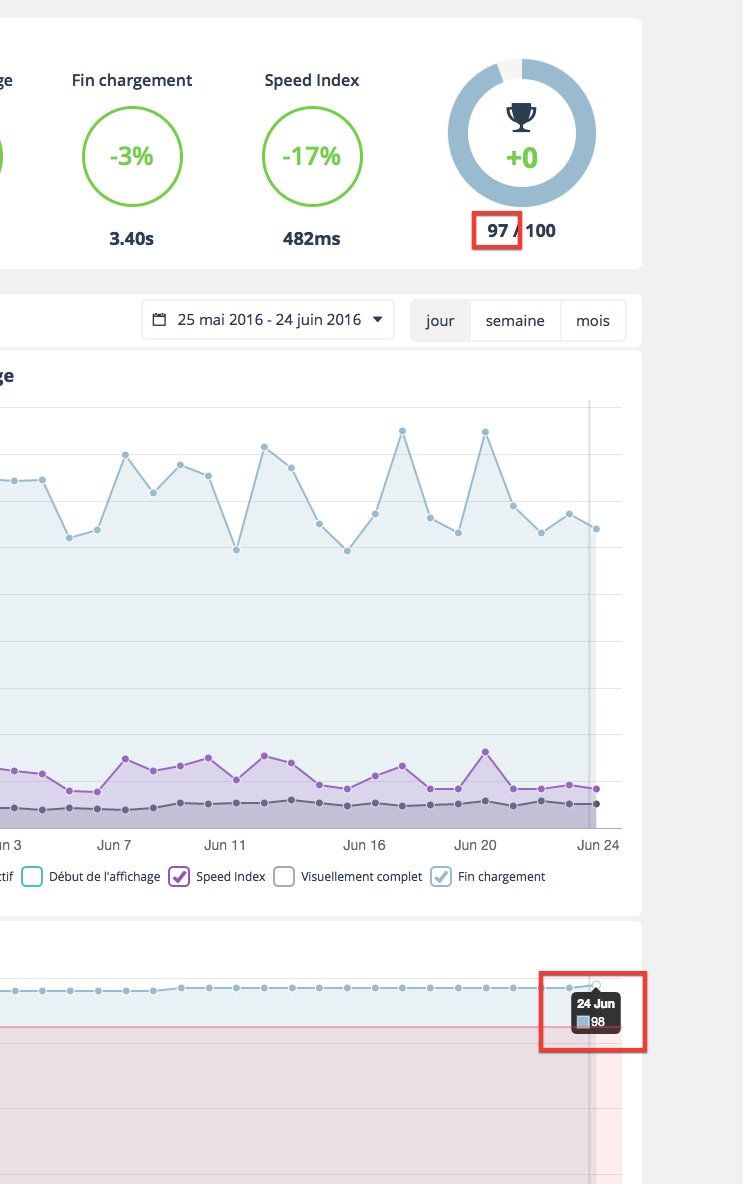 ge Fin chargement Speed Index
-3% -17% +0
3.40s 482ms 97 / 100
25 mai 2016 - 24 juin 2016 jour semaine mois
ge
n 3 Jun 7 Jun 11 Jun 16 Jun 20 Jun 24
tif Début de l'affichage Speed Index Visuellement complet Fin chargement
24 Jun
98